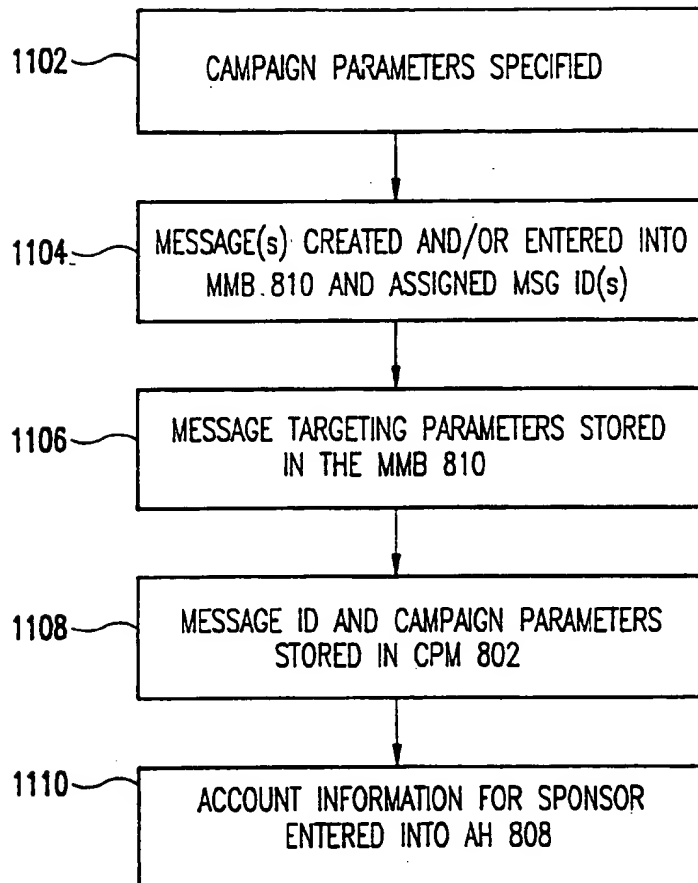 1102
CAMPAIGN PARAMETERS SPECIFIED
1104
MESSAGE(s) CREATED AND/OR ENTERED INTO
MMB 810 AND ASSIGNED MSG ID(s)
1106
MESSAGE TARGETING PARAMETERS STORED
IN THE MMB 810
1108
MESSAGE ID AND CAMPAIGN PARAMETERS
STORED IN CPM 802
1110
ACCOUNT INFORMATION FOR SPONSOR
ENTERED INTO AH 808